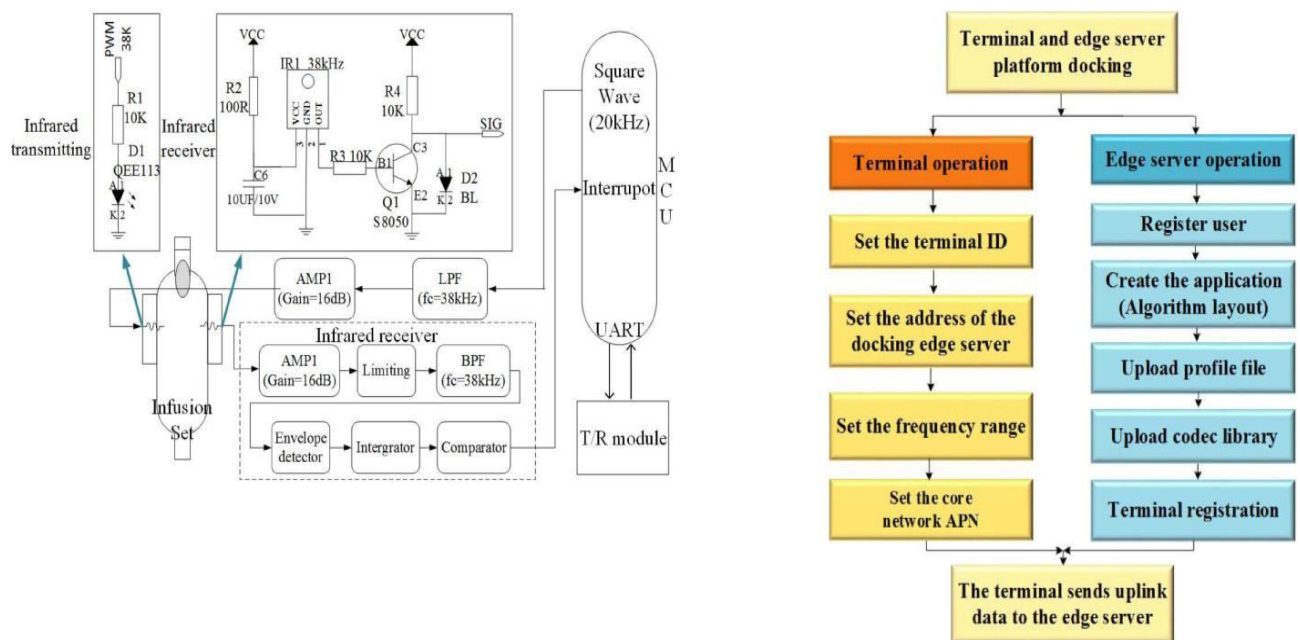 PWM
38K
R1
10K
D1
QEE113
A 1
K 2
Infrared
transmitting
Infrared
receiver
VCC
R2
100R
IR1 38kHz
VCC
GND
OUT
3
2
1
C6
10UF/10V
R3 10K
VCC
R4
10K
C3
B1
E2
Q1
S8050
SIG
A 1
K 2
D2
BL
Square
Wave
(20kHz)
Interrupot
MCU
UART
AMP1
(Gain=16dB)
LPF
(fc=38kHz)
Infrared receiver
AMP1
(Gain=16dB)
Limiting
BPF
(fc=38kHz)
Infusion
Set
Envelope
detector
Intergrator
Comparator
T/R module
Terminal and edge server
platform docking
Terminal operation
Set the terminal ID
Set the address of the
docking edge server
Set the frequency range
Set the core
network APN
Edge server operation
Register user
Create the application
(Algorithm layout)
Upload profile file
Upload codec library
Terminal registration
The terminal sends uplink
data to the edge server